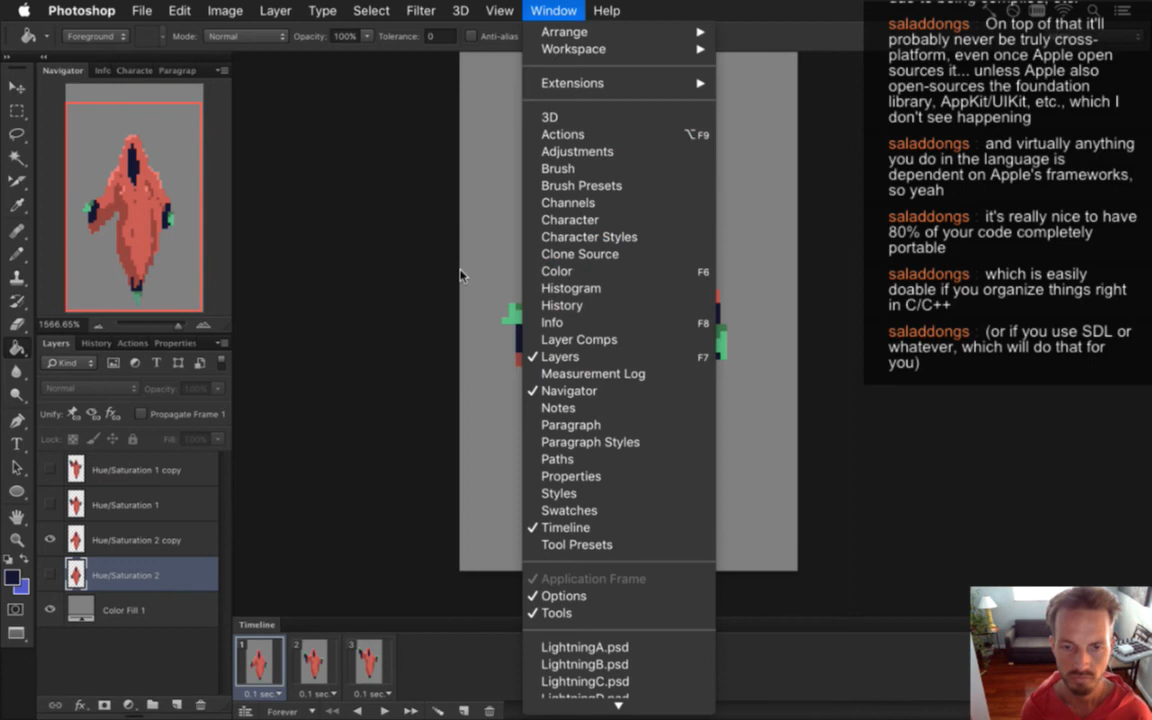 Photoshop File Edit Image Layer Type Select Filter 3D View Window Help
Foreground Mode: Normal Opacity: 100% Tolerance: 0 Anti-alias
Navigator Info Characte Paragrap
1566.65%
Layers History Actions Properties
Kind
Normal Opacity: 100%
Unify: Propagate Frame 1
Lock: Fill: 100%
Hue/Saturation 1 copy
Hue/Saturation 1
Hue/Saturation 2 copy
Hue/Saturation 2
Color Fill 1
Arrange
Workspace
Extensions
3D
Actions ⌥F9
Adjustments
Brush
Brush Presets
Channels
Character
Character Styles
Clone Source
Color F6
Histogram
History
Info F8
Layer Comps
Layers F7
Measurement Log
Navigator
Notes
Paragraph
Paragraph Styles
Paths
Properties
Styles
Swatches
Timeline
Tool Presets
Application Frame
Options
Tools
LightningA.psd
LightningB.psd
LightningC.psd
LightningD.psd
Timeline
1 2 3
0.1 sec. 0.1 sec. 0.1 sec.
Forever
saladdongs : On top of that it'll
probably never be truly cross-
platform, even once Apple open
sources it... unless Apple also
open-sources the foundation
library, AppKit/UIKit, etc., which I
don't see happening
saladdongs : and virtually anything
you do in the language is
dependent on Apple's frameworks,
so yeah
saladdongs : it's really nice to have
80% of your code completely
portable
saladdongs : which is easily
doable if you organize things right
in C/C++
saladdongs : (or if you use SDL or
whatever, which will do that for
you)